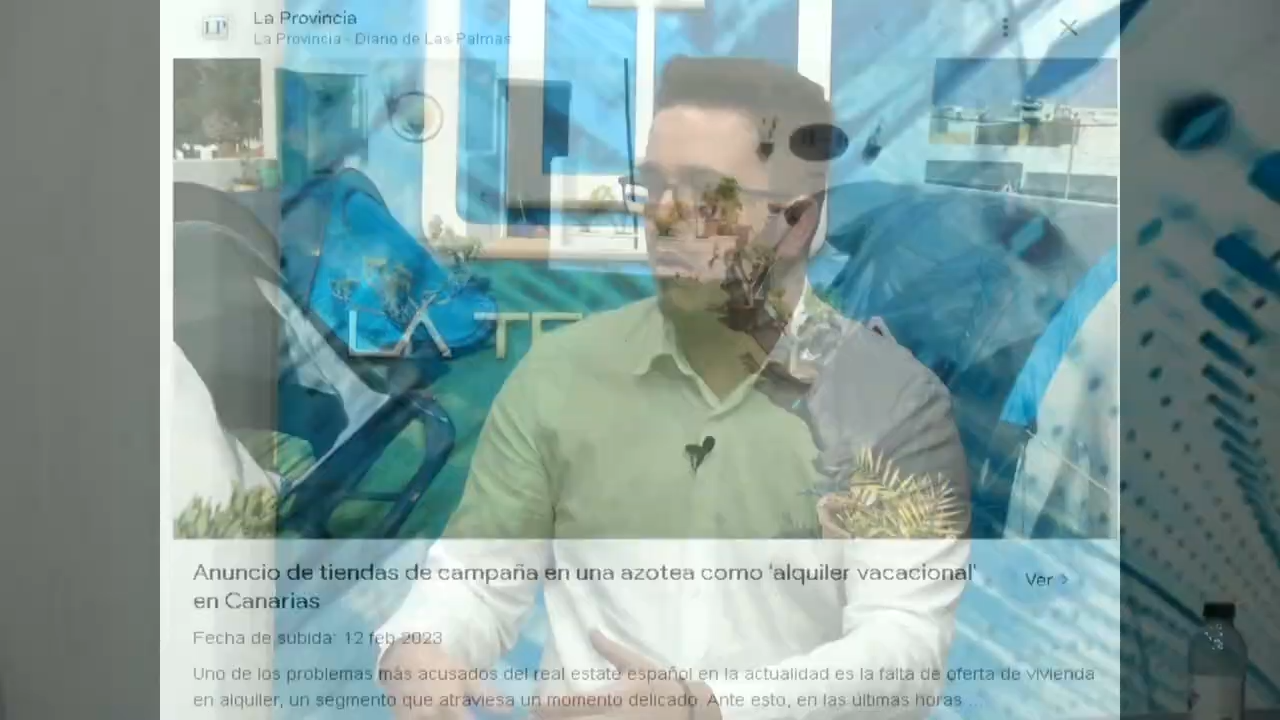 LP
La Provincia
La Provincia - Diario de Las Palmas
LA TE
Anuncio de tiendas de campaña en una azotea como 'alquiler vacacional'
en Canarias
Ver >
Fecha de subida: 12 feb 2023
Uno de los problemas más acusados del real estate español en la actualidad es la falta de oferta de vivienda
en alquiler, un segmento que atraviesa un momento delicado. Ante esto, en las últimas horas ...